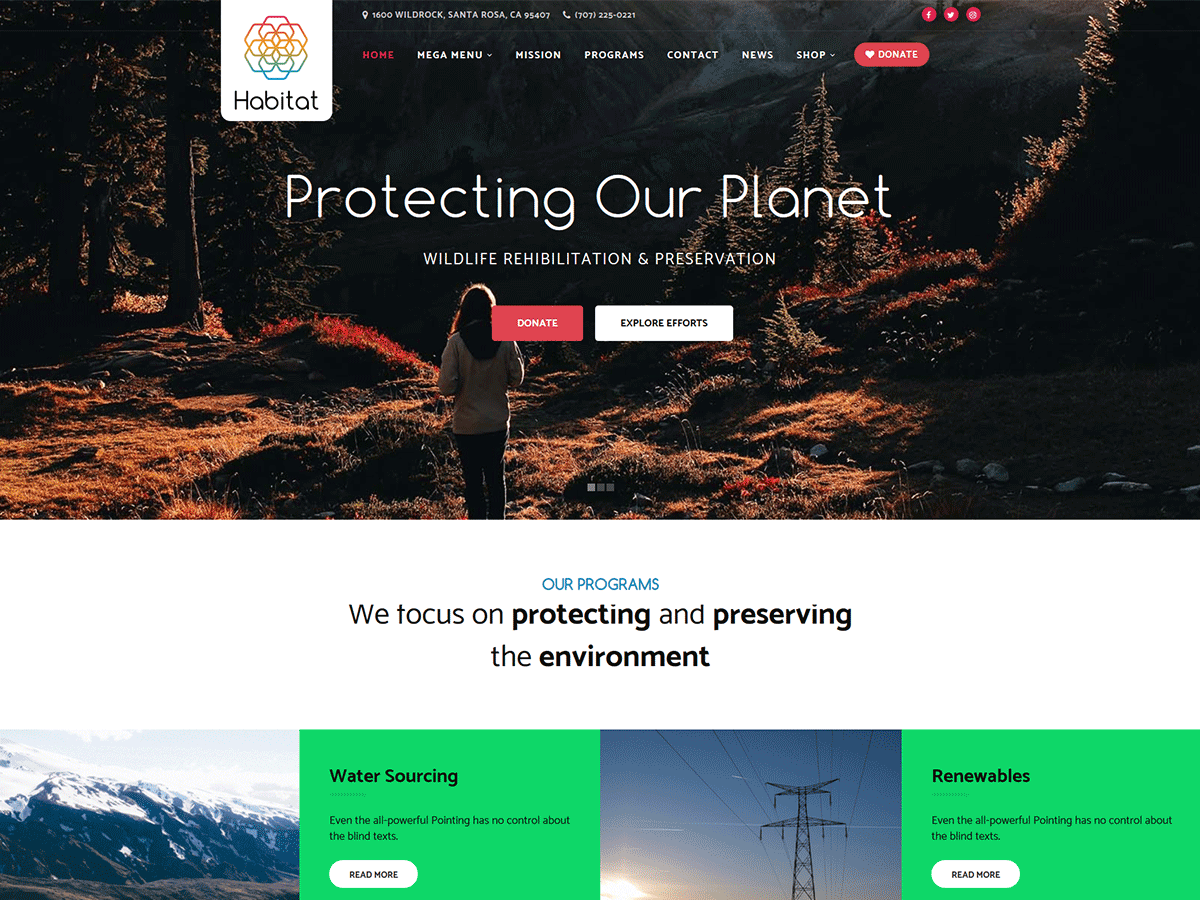 1600 WILDROCK, SANTA ROSA, CA 95407 (707) 225-0221
Habitat
HOME MEGA MENU MISSION PROGRAMS CONTACT NEWS SHOP DONATE
Protecting Our Planet
WILDLIFE REHIBILITATION & PRESERVATION
DONATE EXPLORE EFFORTS
OUR PROGRAMS
We focus on protecting and preserving
the environment
Water Sourcing
Even the all-powerful Pointing has no control about
the blind texts.
READ MORE
Renewables
Even the all-powerful Pointing has no control about
the blind texts.
READ MORE